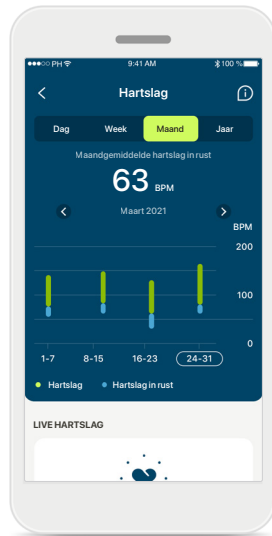 PH 9:41 AM 100 %
Hartslag
Dag Week Maand Jaar
Maandgemiddelde hartslag in rust
63 BPM
Maart 2021
BPM
200
100
0
1-7 8-15 16-23 24-31
Hartslag Hartslag in rust
LIVE HARTSLAG